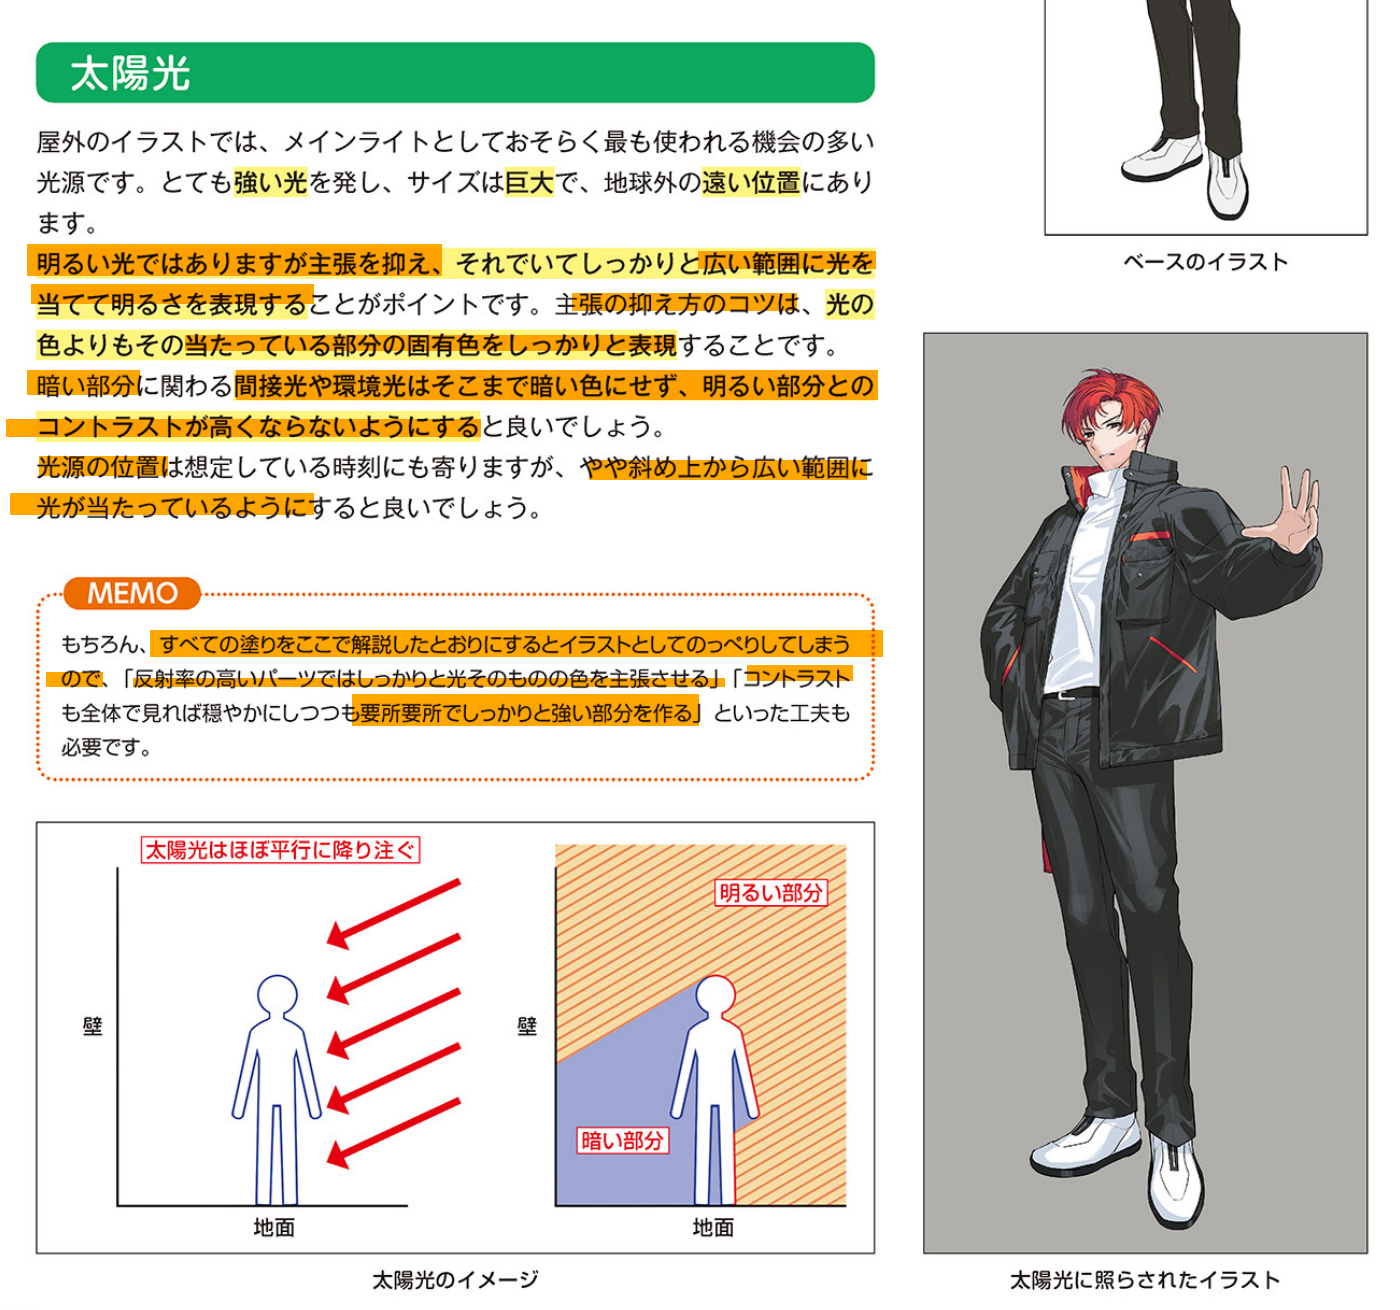 太陽光
屋外のイラストでは、メインライトとしておそらく最も使われる機会の多い
光源です。とても強い光を発し、サイズは巨大で、地球外の遠い位置にあり
ます。
明るい光ではありますが主張を抑え、それでいてしっかりと広い範囲に光を
当てて明るさを表現することがポイントです。主張の抑え方のコツは、光の
色よりもその当たっている部分の固有色をしっかりと表現することです。
暗い部分に関わる間接光や環境光はそこまで暗い色にせず、明るい部分との
コントラストが高くならないようにすると良いでしょう。
光源の位置は想定している時刻にも寄りますが、やや斜め上から広い範囲に
光が当たっているようにすると良いでしょう。
MEMO
もちろん、すべての塗りをここで解説したとおりにするとイラストとしてのっぺりしてしまう
ので、「反射率の高いパーツではしっかりと光そのものの色を主張させる」「コントラスト
も全体で見れば穏やかにしつつも要所要所でしっかりと強い部分を作る」といった工夫も
必要です。
太陽光はほぼ平行に降り注ぐ
壁
地面
明るい部分
壁
暗い部分
地面
太陽光のイメージ
ベースのイラスト
太陽光に照らされたイラスト